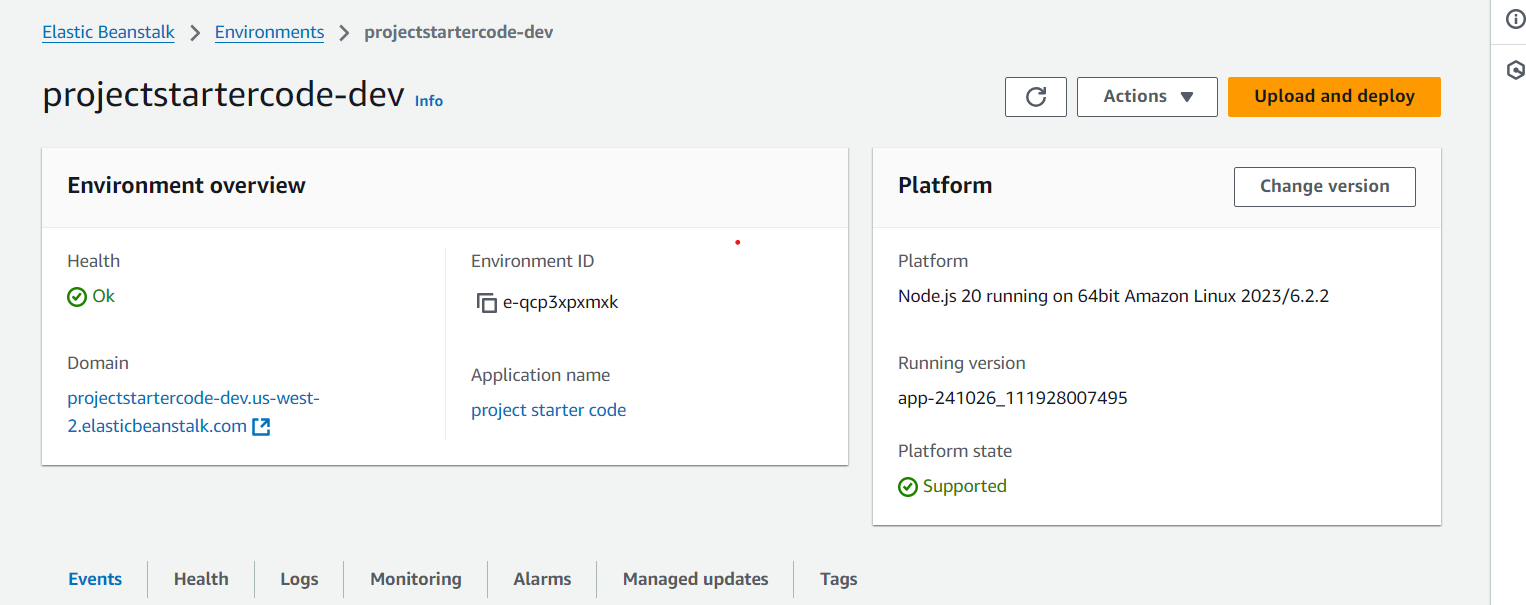 Elastic Beanstalk > Environments > projectstartercode-dev
projectstartercode-dev Info
Actions ▼
Upload and deploy
Environment overview
Health
Ok
Domain
projectstartercode-dev.us-west-
2.elasticbeanstalk.com
Environment ID
e-qcp3xpxmxk
Application name
project starter code
Platform
Change version
Platform
Node.js 20 running on 64bit Amazon Linux 2023/6.2.2
Running version
app-241026_111928007495
Platform state
Supported
Events Health Logs Monitoring Alarms Managed updates Tags